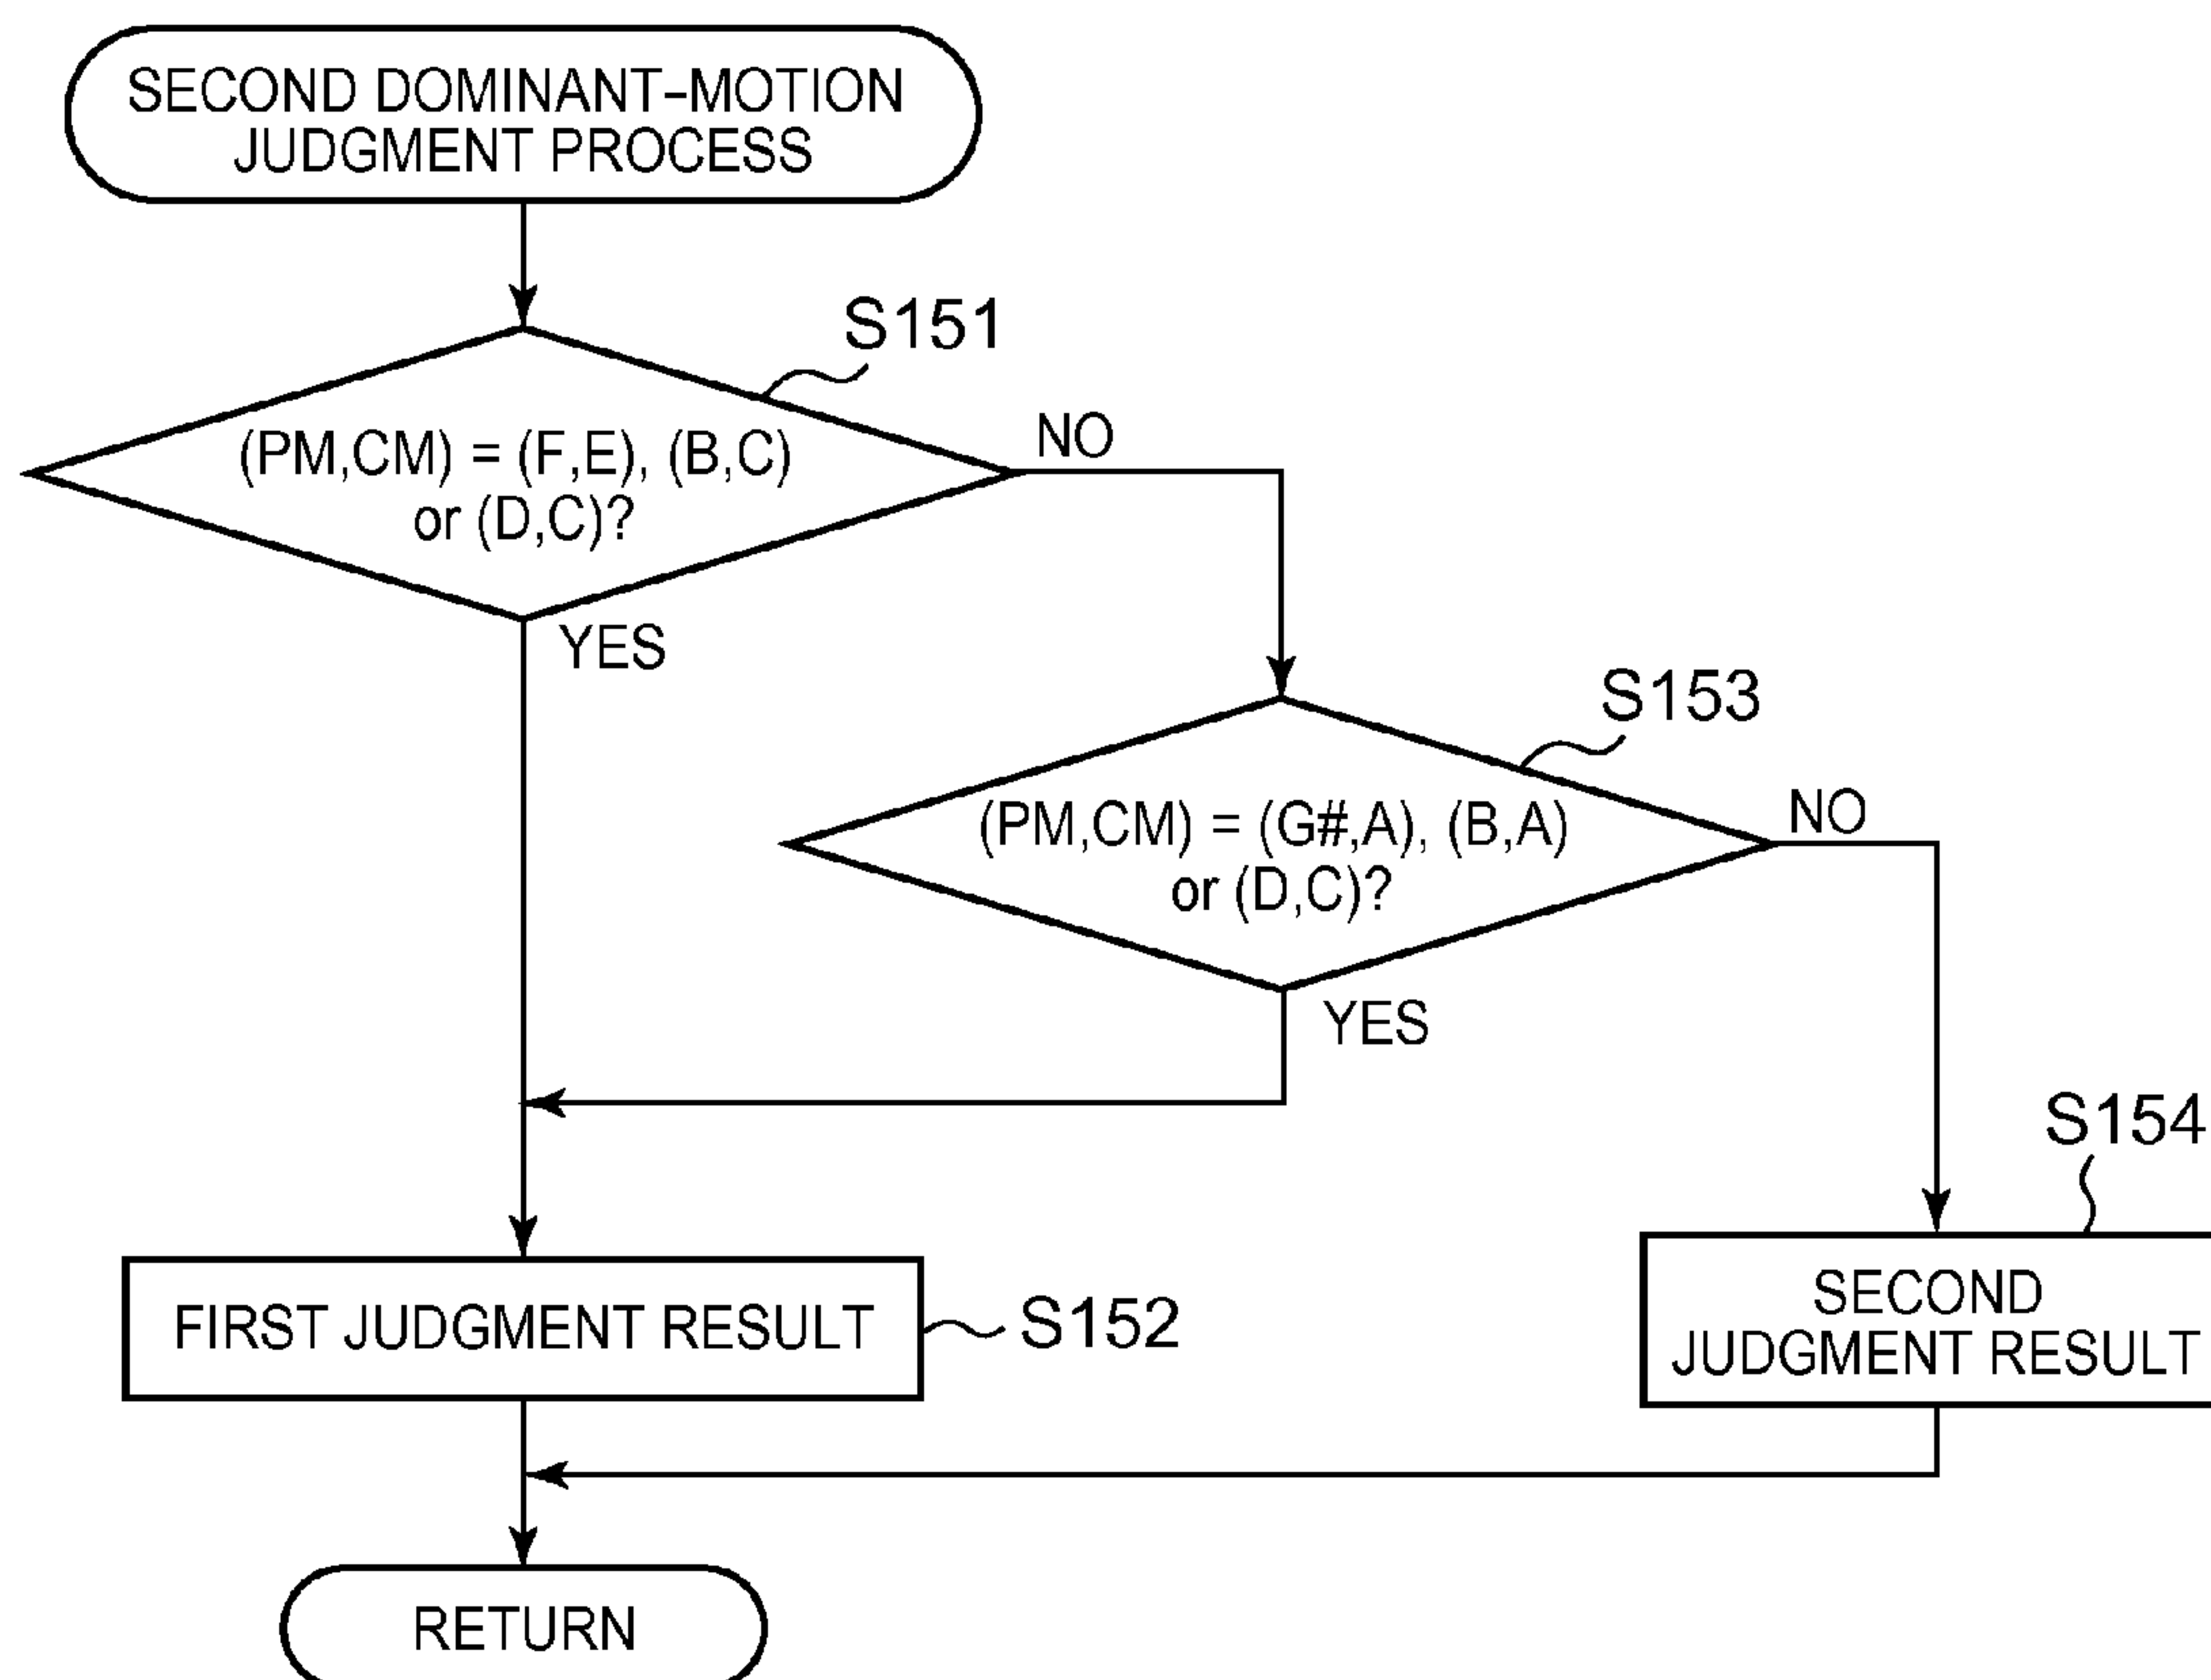 SECOND DOMINANT-MOTION
JUDGMENT PROCESS
S151
(PM,CM) = (F,E), (B,C)
or (D,C)?
NO
YES
S153
(PM,CM) = (G#,A), (B,A)
or (D,C)?
NO
YES
S154
FIRST JUDGMENT RESULT
S152
SECOND
JUDGMENT RESULT
RETURN